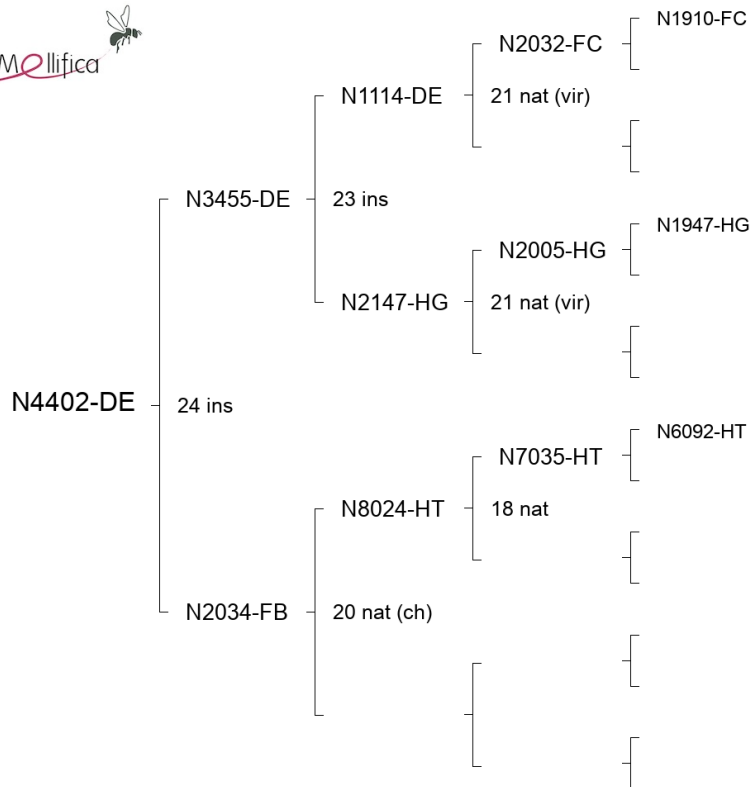 Mellifica
N1910-FC
N2032-FC
N1114-DE
21 nat (vir)
N3455-DE
23 ins
N1947-HG
N2005-HG
N2147-HG
21 nat (vir)
N4402-DE
24 ins
N6092-HT
N7035-HT
N8024-HT
18 nat
N2034-FB
20 nat (ch)